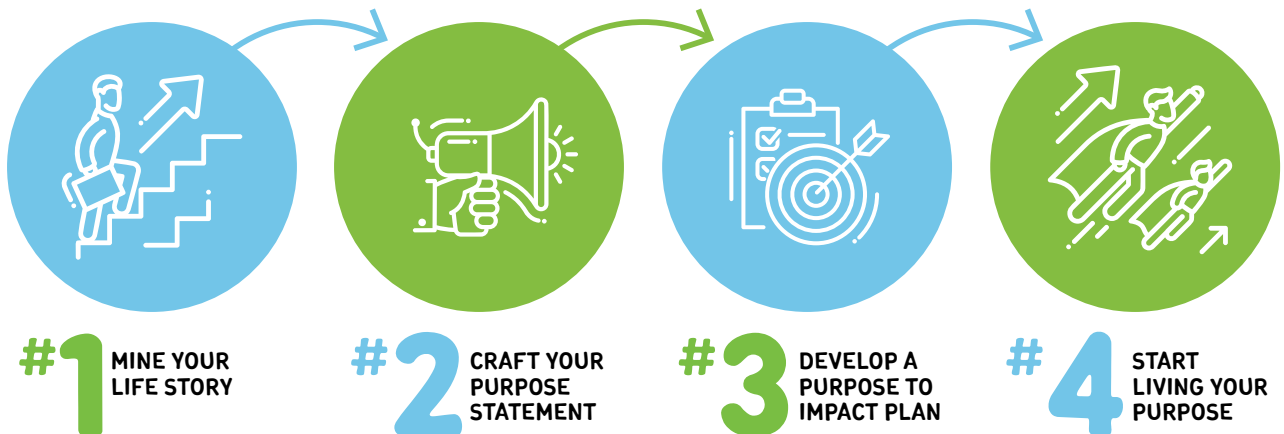 #1 MINE YOUR
LIFE STORY
#2 CRAFT YOUR
PURPOSE
STATEMENT
#3 DEVELOP A
PURPOSE TO
IMPACT PLAN
#4 START
LIVING YOUR
PURPOSE